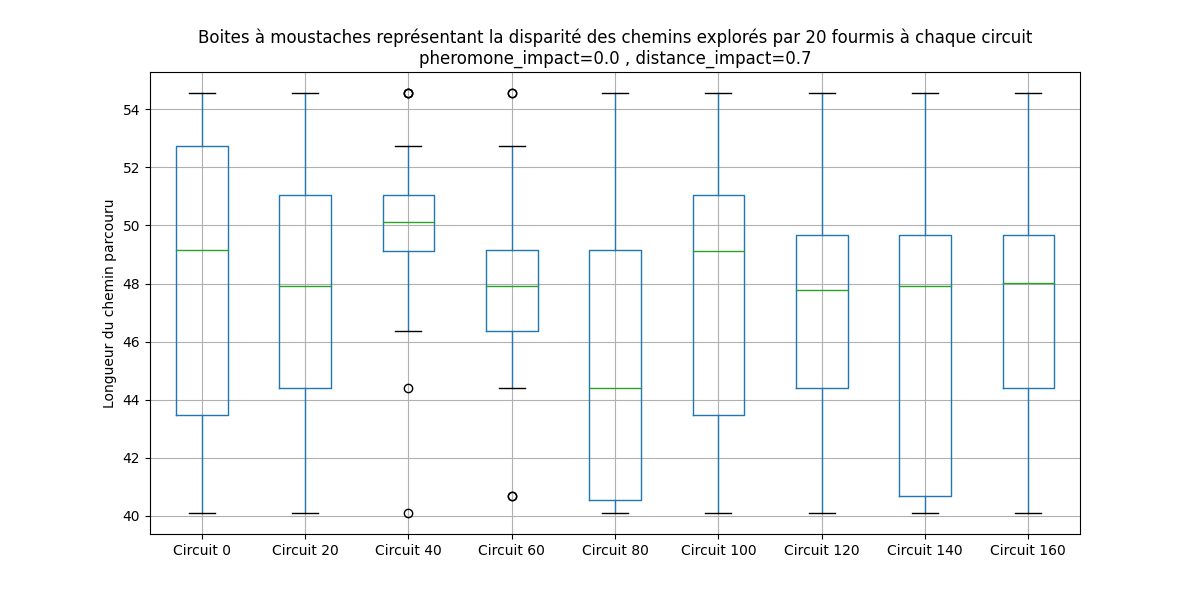 Boites à moustaches représentant la disparité des chemins explorés par 20 fourmis à chaque circuit
pheromone_impact=0.0 , distance_impact=0.7
Longueur du chemin parcouru
54
52
50
48
46
44
42
40
Circuit 0
Circuit 20
Circuit 40
Circuit 60
Circuit 80
Circuit 100
Circuit 120
Circuit 140
Circuit 160